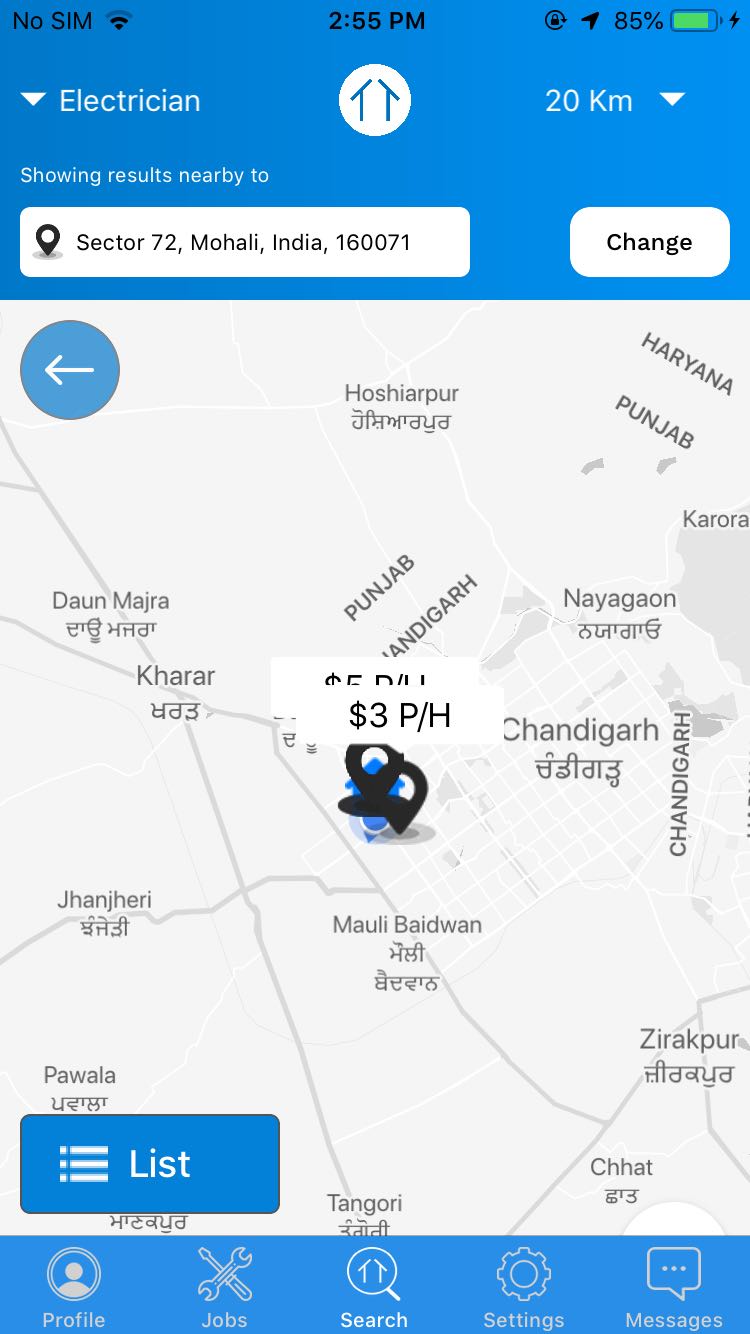 No SIM 2:55 PM 85%
Electrician 20 Km
Showing results nearby to
Sector 72, Mohali, India, 160071 Change
HARYANA
PUNJAB
Hoshiarpur
ਹੋਸ਼ਿਆਰਪੁਰ
Karora
PUNJAB
CHANDIGARH
Daun Majra
ਦਾਊਂ ਮਜਰਾ
Nayagaon
ਨਯਾਗਾਓਂ
Kharar
ਖਰੜ
$5 P/H
$3 P/H
Chandigarh
ਚੰਡੀਗੜ੍ਹ
CHANDIGARH
Jhanjheri
ਝੰਜੇੜੀ
Mauli Baidwan
ਮੌਲੀ
ਬੈਦਵਾਨ
Zirakpur
ਜ਼ੀਰਕਪੁਰ
Pawala
ਪਵਾਲਾ
List
ਮਾਣਕਪੁਰ
Chhat
ਛਾਤ
Tangori
ਤੰਗੋਰੀ
Profile Jobs Search Settings Messages